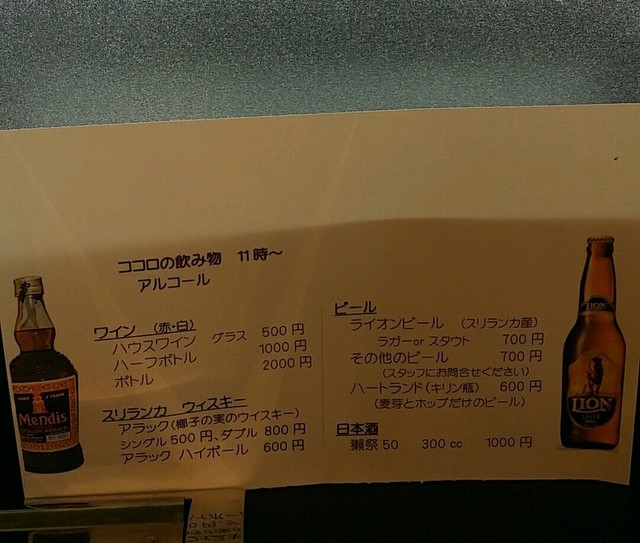 ココロの飲み物 11時〜
アルコール
ワイン (赤・白)
ハウスワイン グラス 500円
ハーフボトル 1000円
ボトル 2000円
スリランカ ウィスキー
アラック(椰子の実のウイスキー)
シングル 500円、ダブル 800円
アラック ハイボール 600円
ビール
ライオンビール (スリランカ産)
ラガー or スタウト 700円
その他のビール 700円
(スタッフにお問合せください)
ハートランド(キリン瓶) 600円
(麦芽とホップだけのビール)
日本酒
獺祭 50 300cc 1000円
Mendis
LION
LION